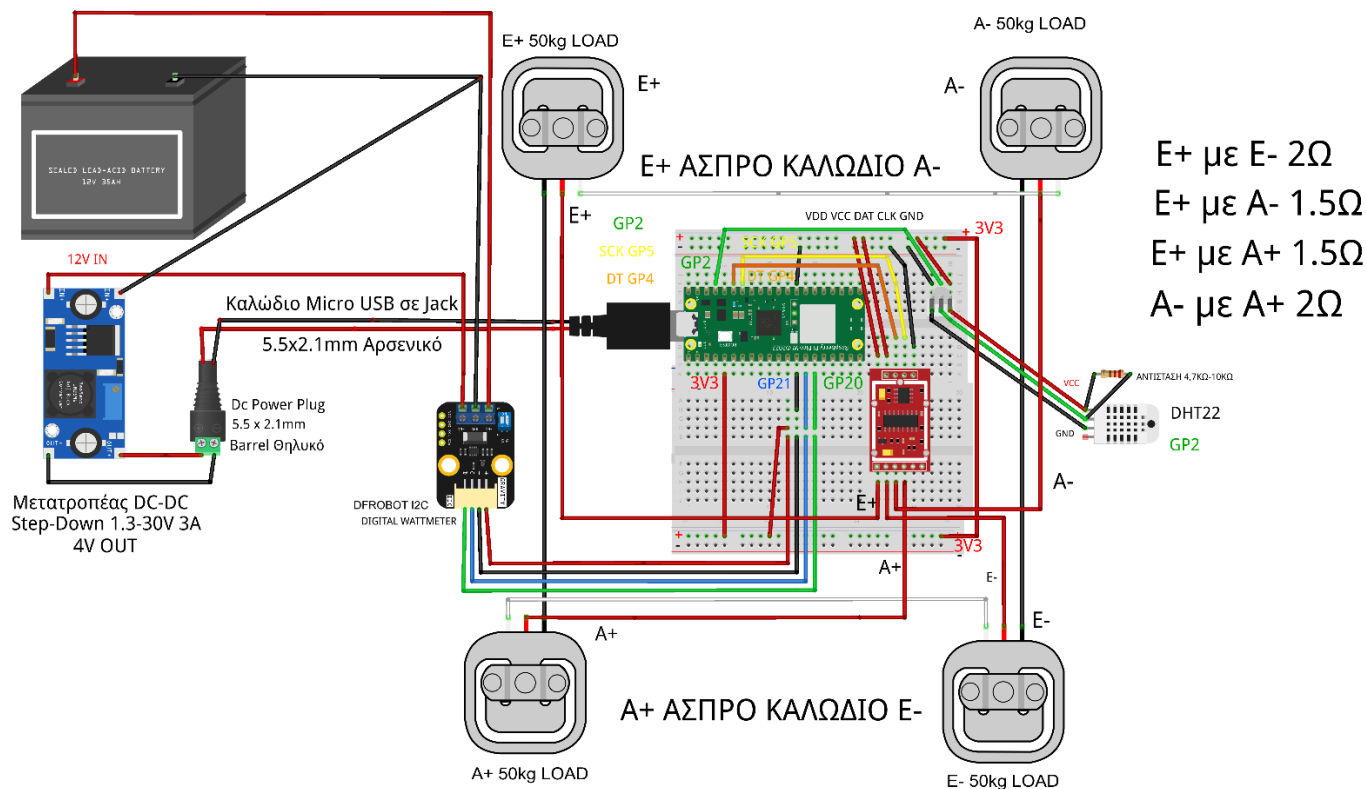 E+ 50kg LOAD
A- 50kg LOAD
E+
A-
SEALED LEAD-ACID BATTERY
12V 35AH
E+ ΑΣΠΡΟ ΚΑΛΩΔΙΟ A-
E+ με E- 2Ω
E+ με A- 1.5Ω
E+ με A+ 1.5Ω
A- με A+ 2Ω
E+
GP2
VDD VCC DAT CLK GND
3V3
SCK GP5
SCK GP5
12V IN
GP2
DT GP4
DT GP4
Καλώδιο Micro USB σε Jack
5.5x2.1mm Αρσενικό
3V3
GP21
GP20
VCC
ΑΝΤΙΣΤΑΣΗ 4,7ΚΩ-10ΚΩ
Dc Power Plug
5.5 x 2.1mm
Barrel Θηλυκό
DHT22
GND
GP2
A-
Μετατροπέας DC-DC
Step-Down 1.3-30V 3A
4V OUT
DFROBOT I2C
DIGITAL WATTMETER
GRAVITY
I2C
E+
3V3
A+
E-
A+
E-
A+ ΑΣΠΡΟ ΚΑΛΩΔΙΟ E-
A+ 50kg LOAD
E- 50kg LOAD